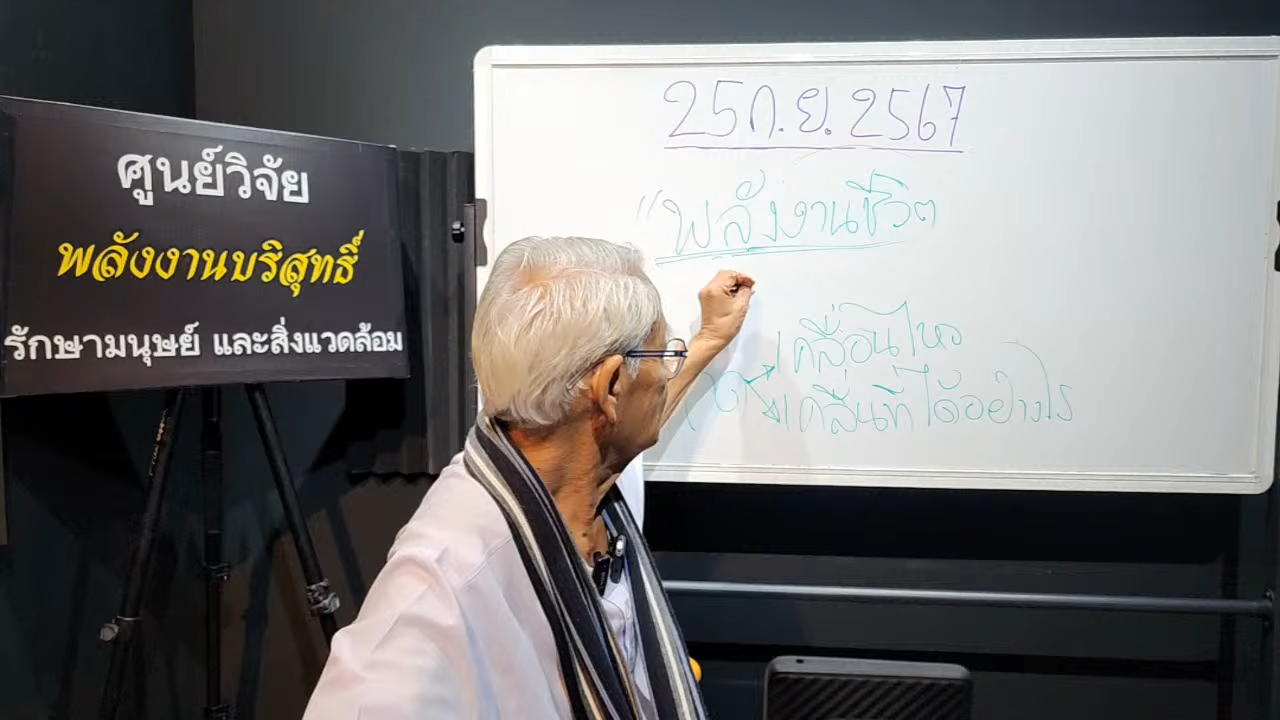 ศูนย์วิจัย
พลังงานบริสุทธิ์
รักษามนุษย์ และสิ่งแวดล้อม
25 ก.ย. 2567
"พลังงานชีวิต
เคลื่อนไหว
เคลื่อนที่ได้อย่างไร